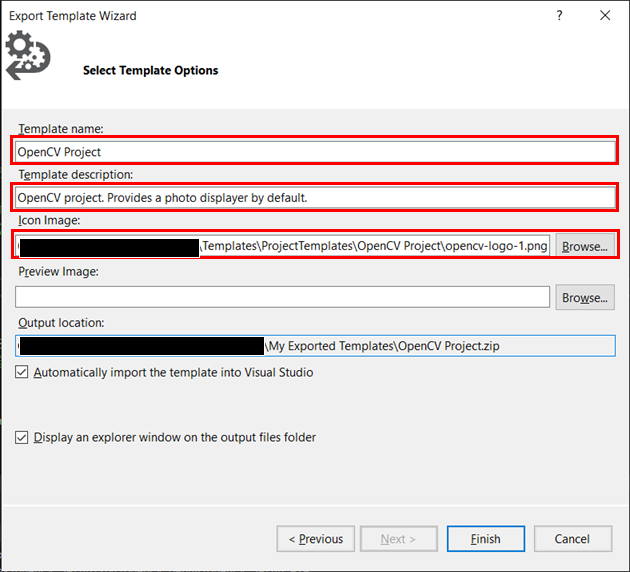 Export Template Wizard ?
Select Template Options
Template name:
OpenCV Project
Template description:
OpenCV project. Provides a photo displayer by default.
Icon Image:
\Templates\ProjectTemplates\OpenCV Project\opencv-logo-1.png Browse...
Preview Image:
Browse...
Output location:
\My Exported Templates\OpenCV Project.zip
Automatically import the template into Visual Studio
Display an explorer window on the output files folder
< Previous Next > Finish Cancel